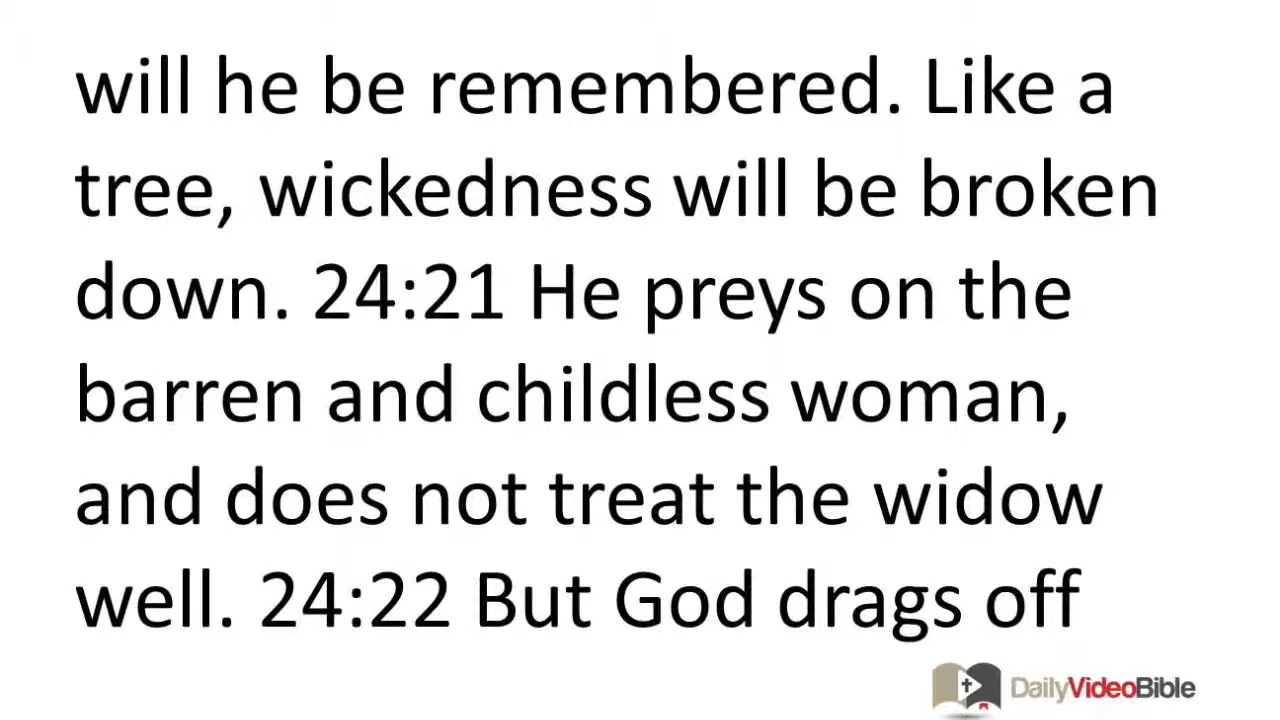 will he be remembered. Like a
tree, wickedness will be broken
down. 24:21 He preys on the
barren and childless woman,
and does not treat the widow
well. 24:22 But God drags off
DailyVideoBible